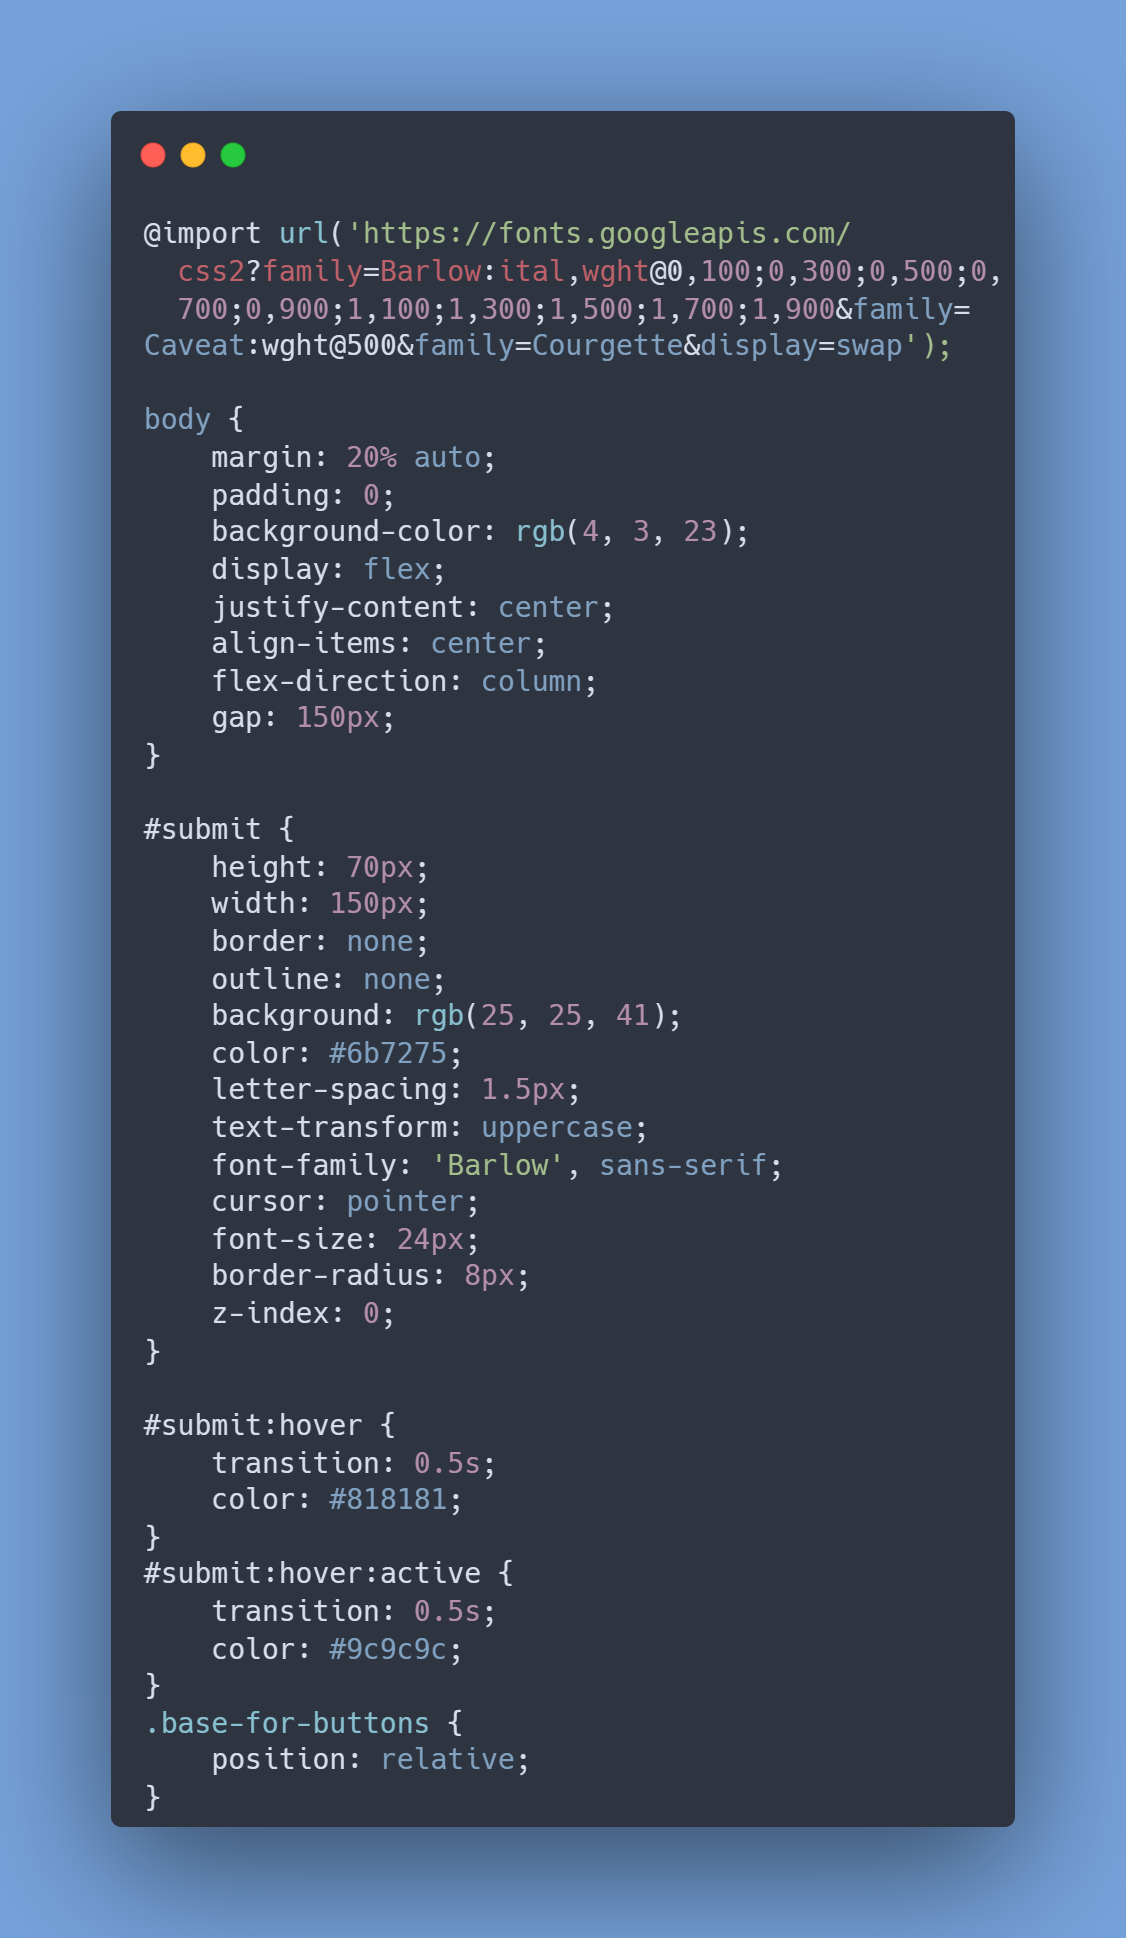 @import url('https://fonts.googleapis.com/
css2?family=Barlow:ital,wght@0,100;0,300;0,500;0,
700;0,900;1,100;1,300;1,500;1,700;1,900&family=
Caveat:wght@500&family=Courgette&display=swap');
body {
margin: 20% auto;
padding: 0;
background-color: rgb(4, 3, 23);
display: flex;
justify-content: center;
align-items: center;
flex-direction: column;
gap: 150px;
}
#submit {
height: 70px;
width: 150px;
border: none;
outline: none;
background: rgb(25, 25, 41);
color: #6b7275;
letter-spacing: 1.5px;
text-transform: uppercase;
font-family: 'Barlow', sans-serif;
cursor: pointer;
font-size: 24px;
border-radius: 8px;
z-index: 0;
}
#submit:hover {
transition: 0.5s;
color: #818181;
}
#submit:hover:active {
transition: 0.5s;
color: #9c9c9c;
}
.base-for-buttons {
position: relative;
}